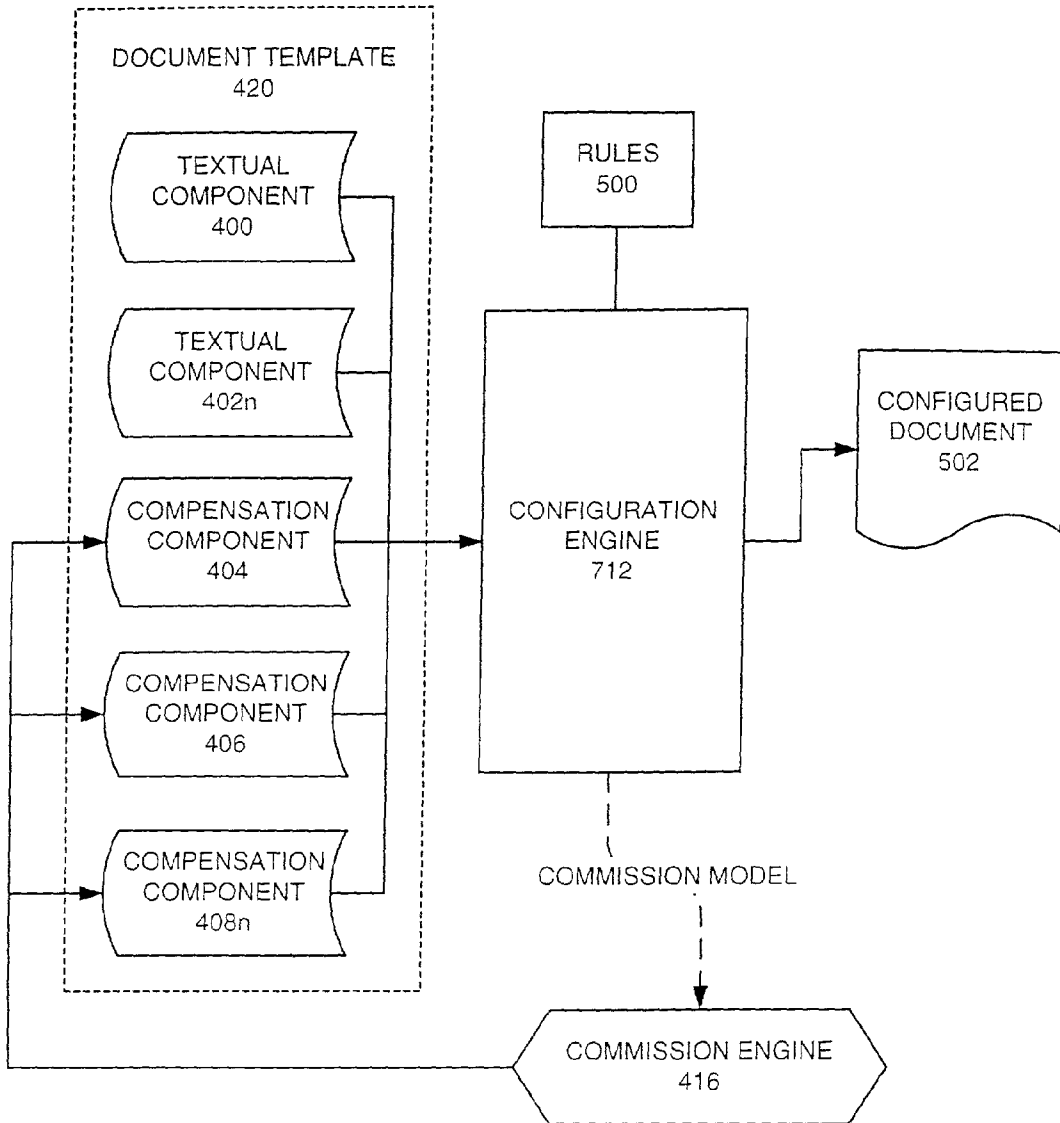 DOCUMENT TEMPLATE
420
TEXTUAL
COMPONENT
400
TEXTUAL
COMPONENT
402n
COMPENSATION
COMPONENT
404
COMPENSATION
COMPONENT
406
COMPENSATION
COMPONENT
408n
RULES
500
CONFIGURATION
ENGINE
712
CONFIGURED
DOCUMENT
502
COMMISSION MODEL
COMMISSION ENGINE
416